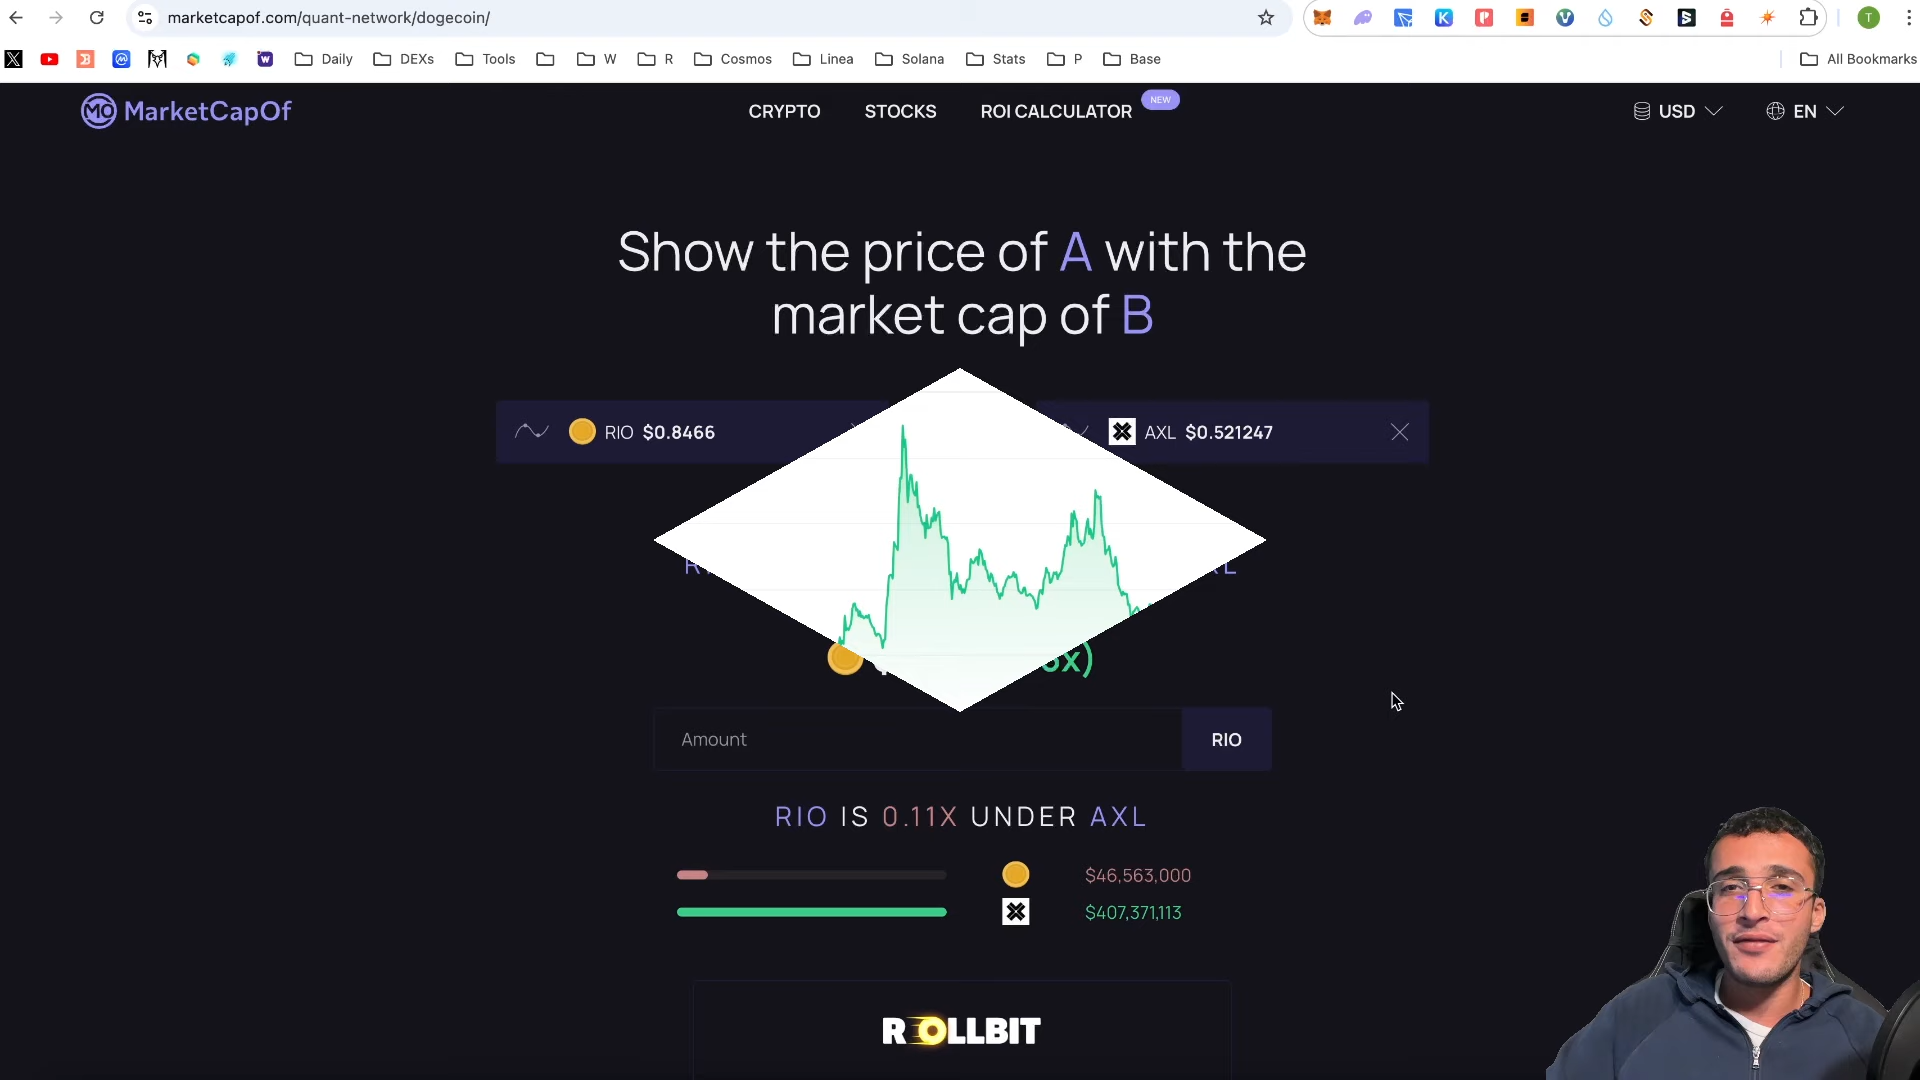 marketcapof.com/quant-network/dogecoin/
T
Daily DEXs Tools W R Cosmos Linea Solana Stats P Base All Bookmarks
MarketCapOf CRYPTO STOCKS ROI CALCULATOR NEW USD EN
Show the price of A with the
market cap of B
RIO $0.8466 AXL $0.521247
Amount RIO
RIO IS 0.11X UNDER AXL
$46,563,000
$407,371,113
ROLLBIT